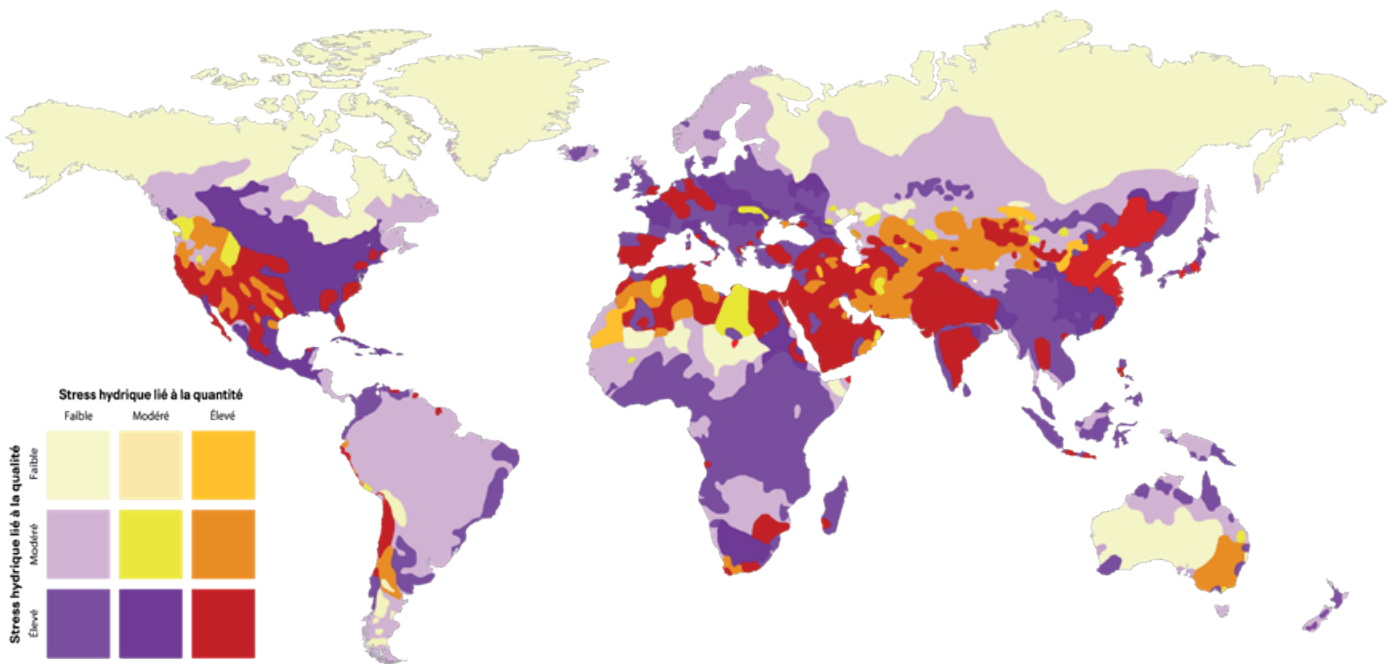 Stress hydrique lié à la quantité
Faible Modéré Élevé
Stress hydrique lié à la qualité
Faible
Modéré
Élevé